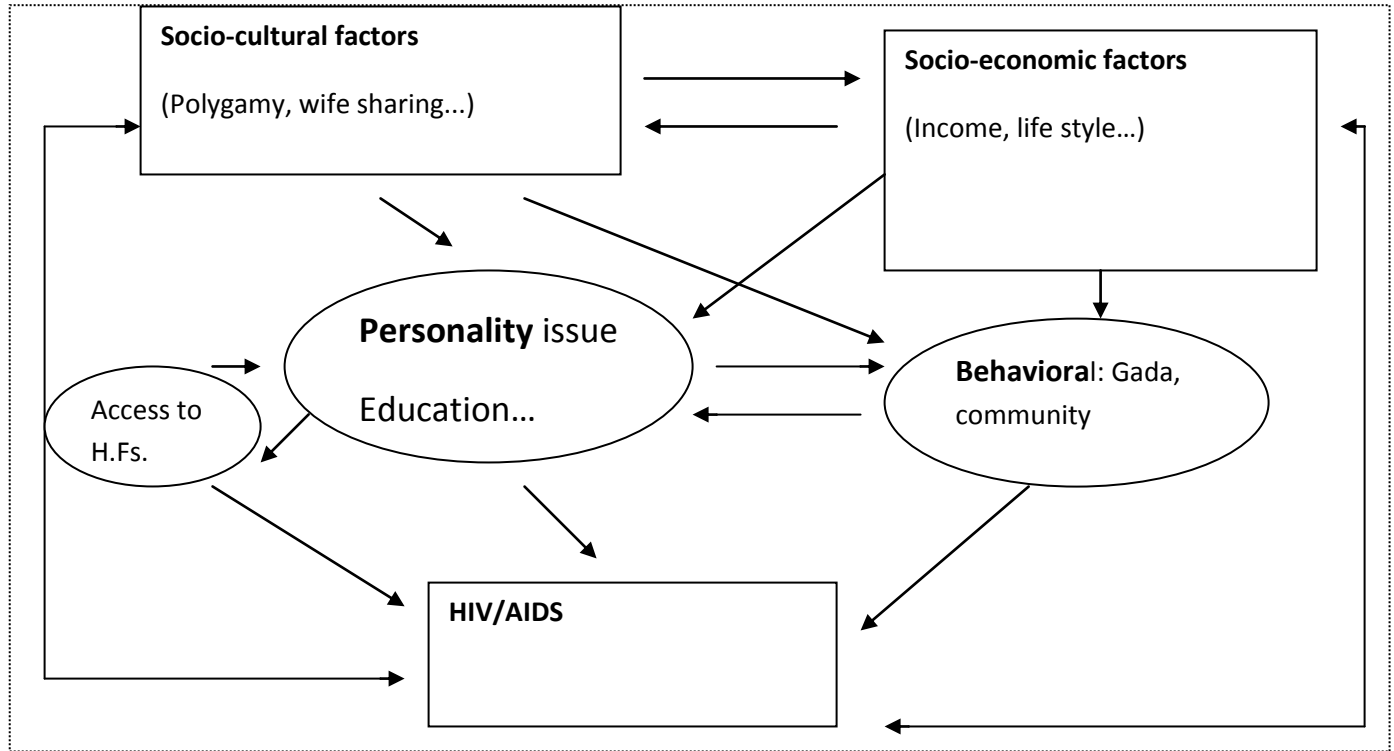 Socio-cultural factors
(Polygamy, wife sharing...)
Socio-economic factors
(Income, life style…)
Personality issue
Education…
Behavioral: Gada,
community
Access to
H.Fs.
HIV/AIDS